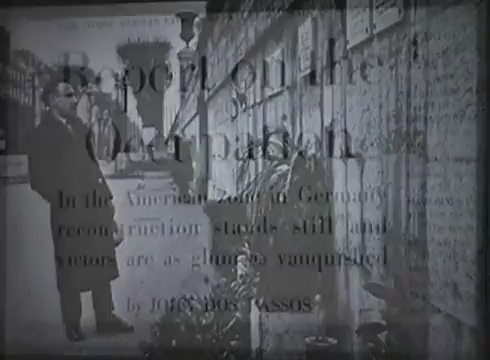 Report on the
Occupation
In the American Zone in Germany
reconstruction stands still and
victors are as glum as vanquished
by JOHN DOS PASSOS